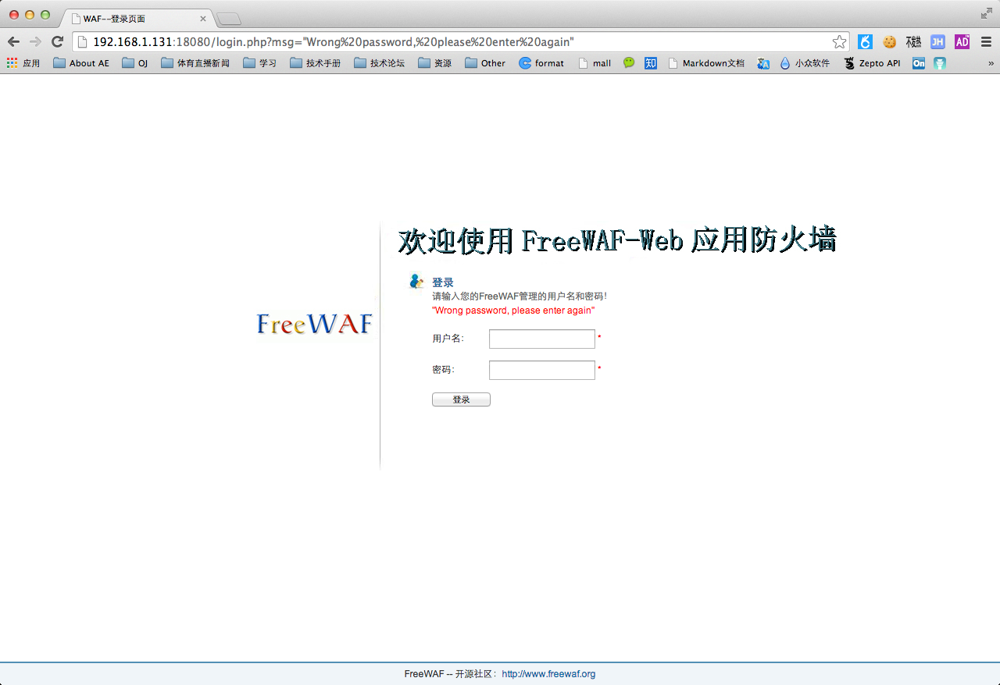 WAF--登录页面
192.168.1.131:18080/login.php?msg="Wrong%20password,%20please%20enter%20again"
不发热 JH AD
应用 About AE OJ 体育直播新闻 学习 技术手册 技术论坛 资源 Other format mall 知 Markdown文档 小众软件 Zepto API On »
欢迎使用 FreeWAF-Web 应用防火墙
登录
请输入您的FreeWAF管理的用户名和密码!
"Wrong password, please enter again"
FreeWAF
用户名: *
密码: *
登录
FreeWAF -- 开源社区: http://www.freewaf.org